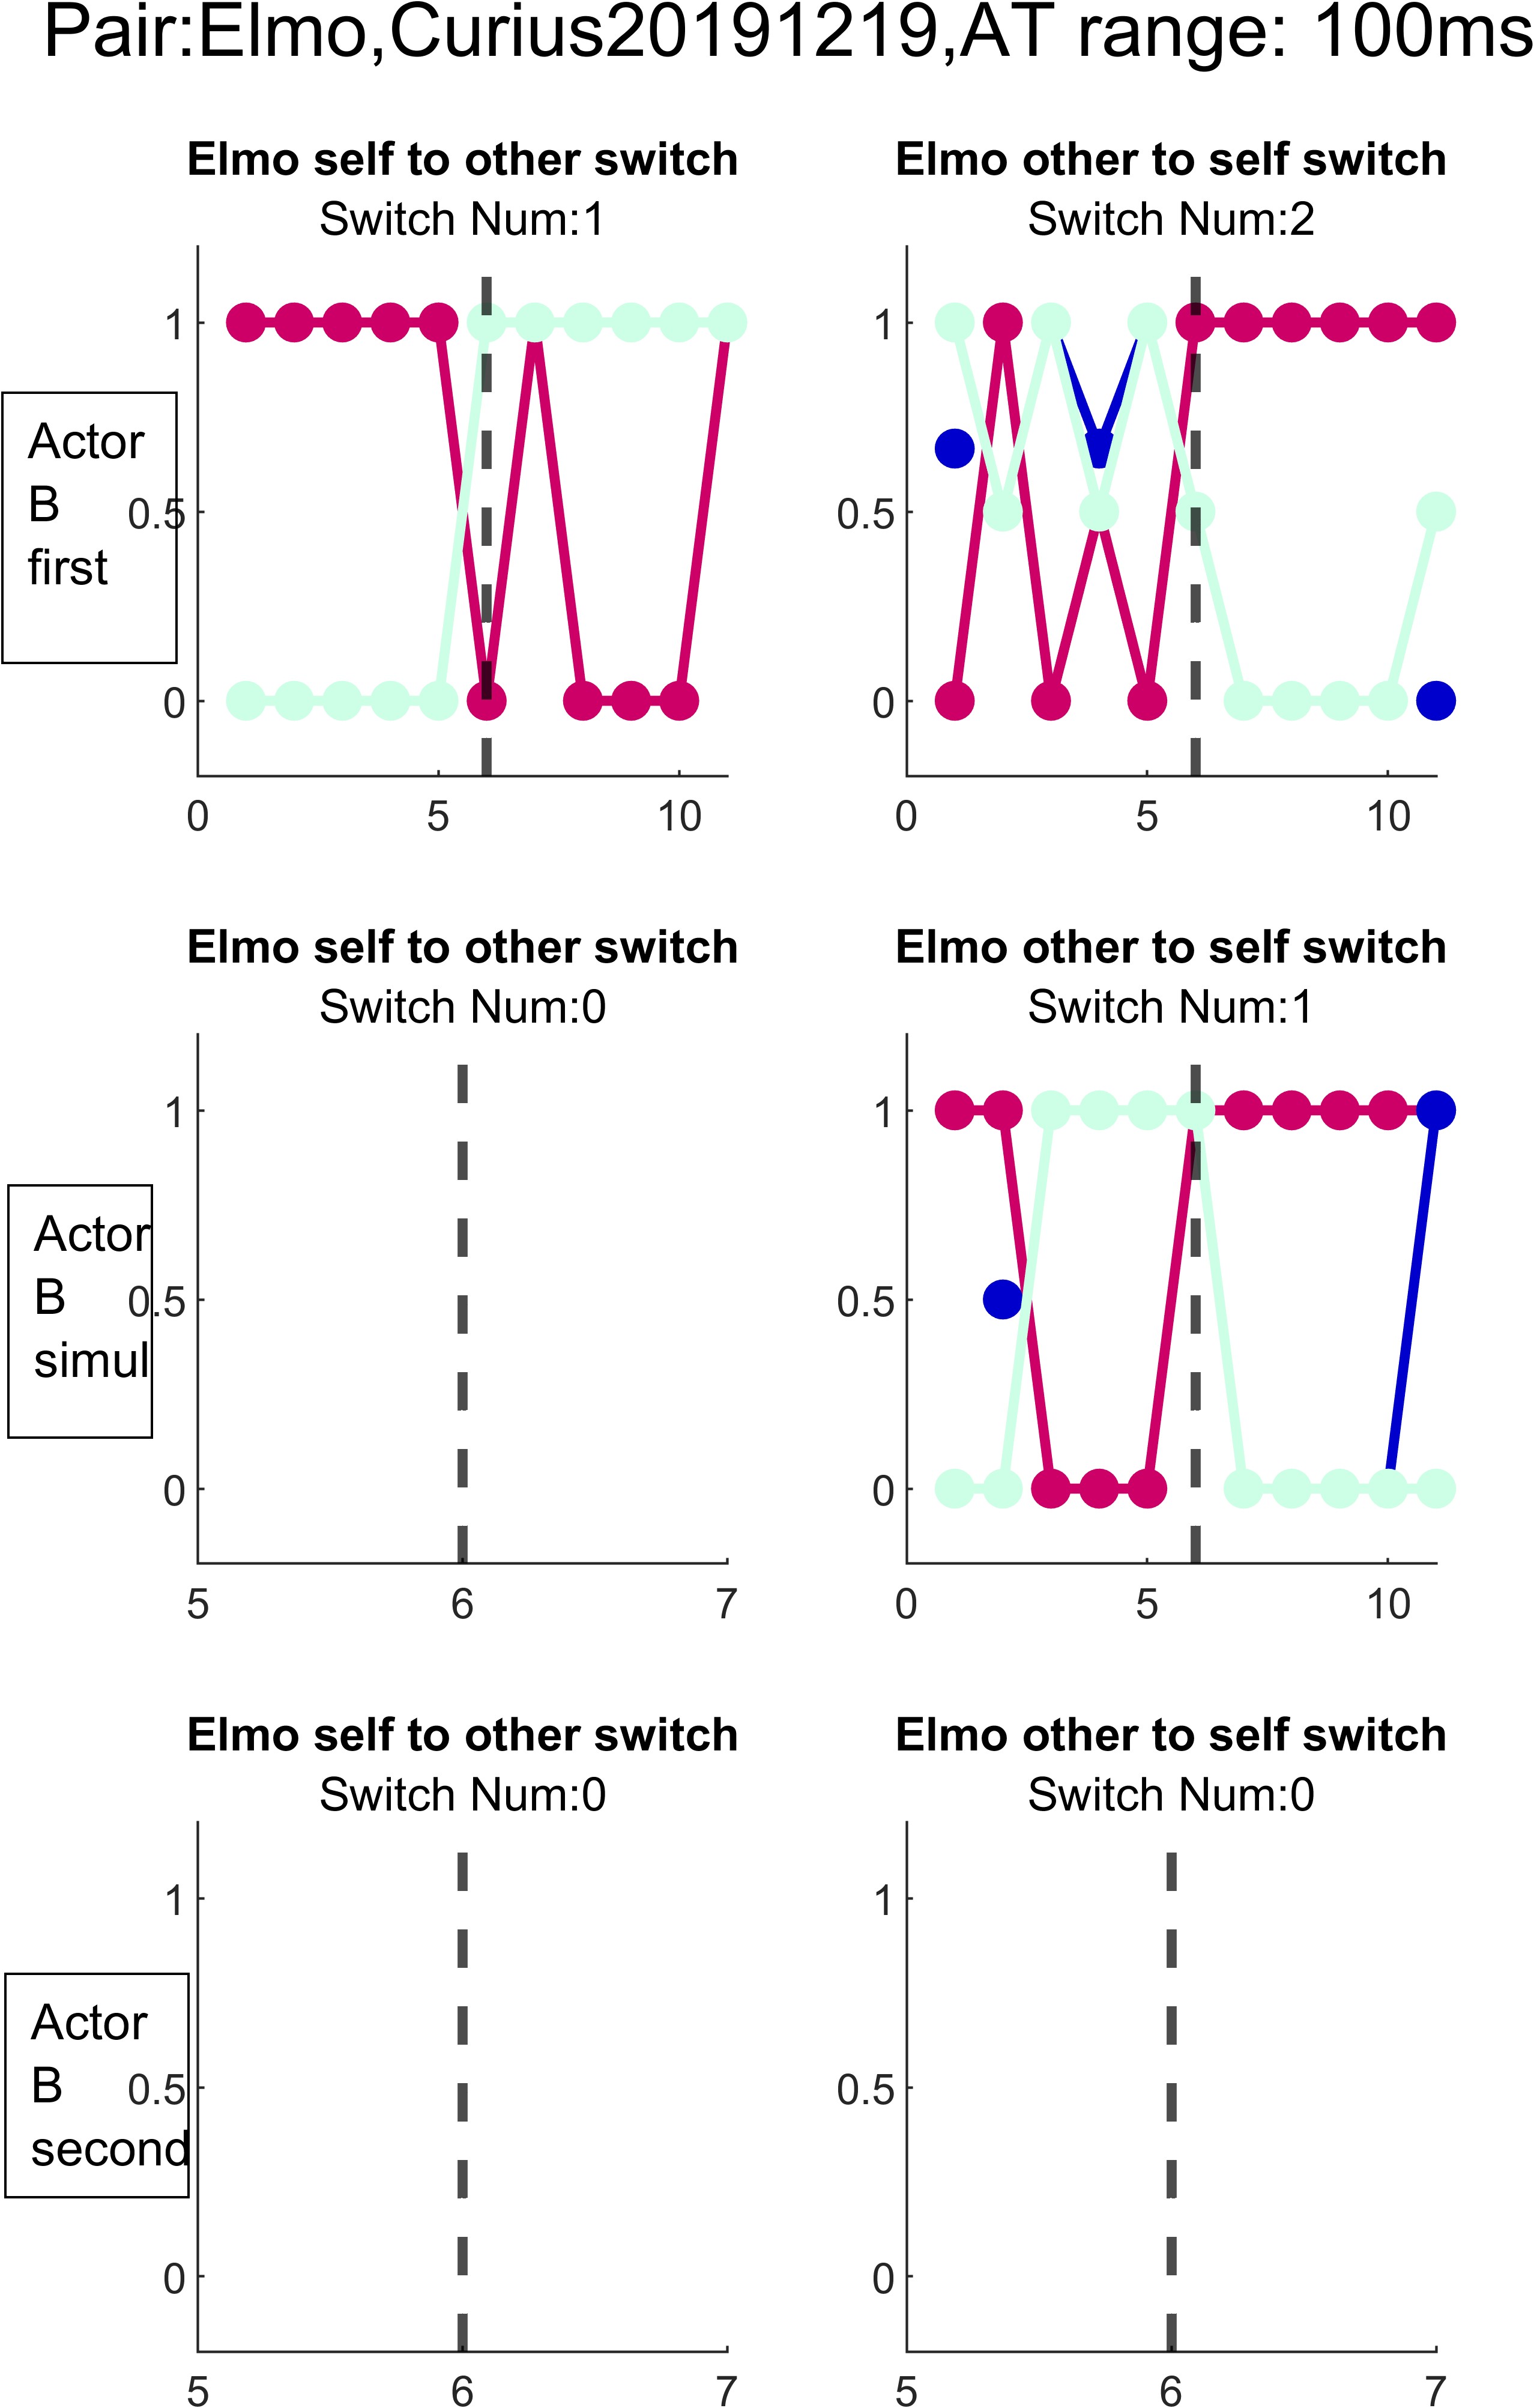 Pair:Elmo,Curius20191219,AT range: 100ms
Elmo self to other switch
Switch Num:1
Elmo other to self switch
Switch Num:2
Actor
B
first
1
0.5
0
0
5
10
1
0.5
0
0
5
10
Elmo self to other switch
Switch Num:0
Elmo other to self switch
Switch Num:1
Actor
B
simul
1
0.5
0
5
6
7
1
0.5
0
0
5
10
Elmo self to other switch
Switch Num:0
Elmo other to self switch
Switch Num:0
Actor
B
second
1
0.5
0
5
6
7
1
0.5
0
5
6
7